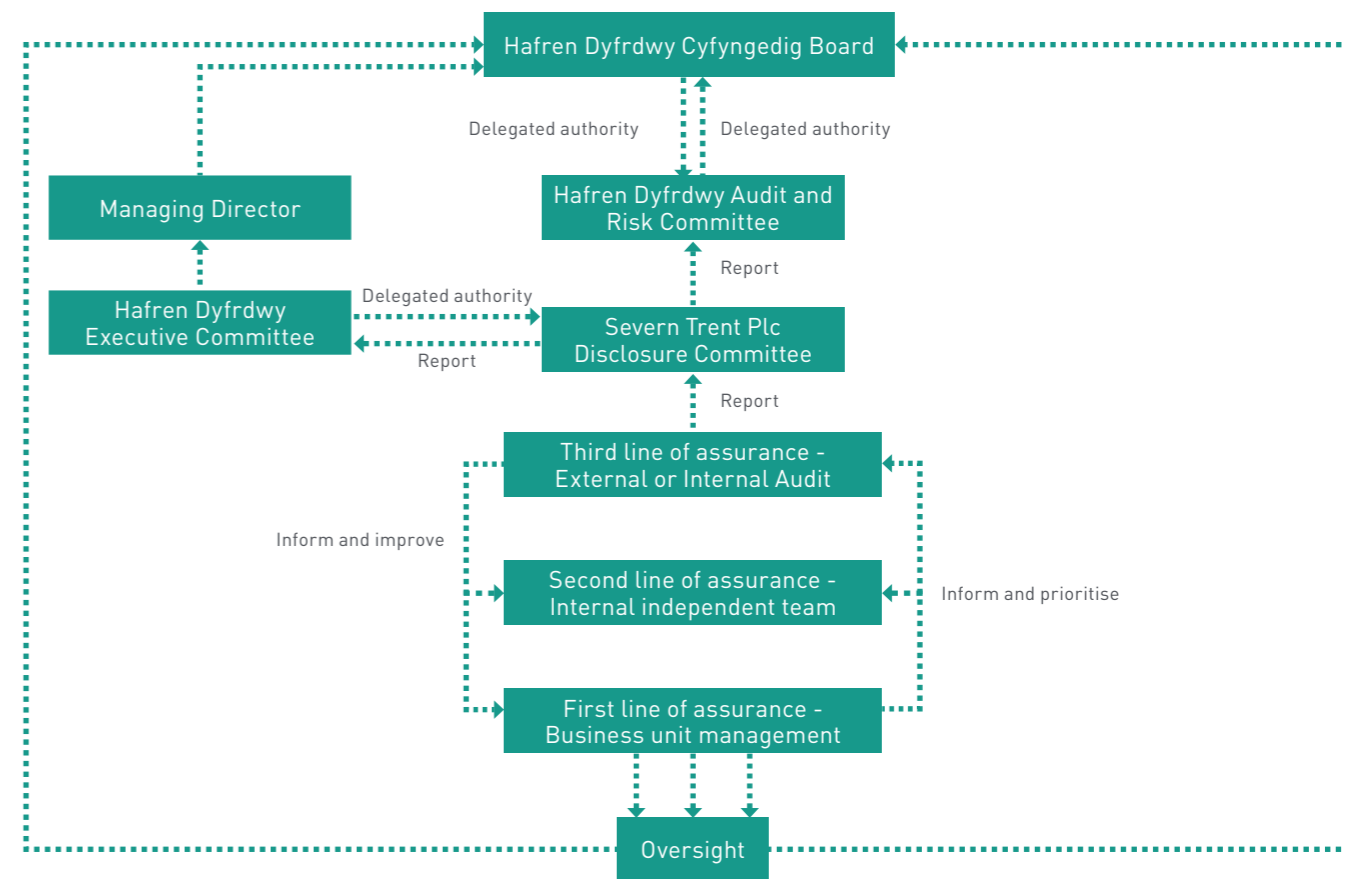 Hafren Dyfrdwy Cyfyngedig Board
Delegated authority
Delegated authority
Managing Director
Hafren Dyfrdwy Audit and
Risk Committee
Report
Hafren Dyfrdwy
Executive Committee
Delegated authority
Report
Severn Trent Plc
Disclosure Committee
Report
Third line of assurance -
External or Internal Audit
Inform and improve
Second line of assurance -
Internal independent team
Inform and prioritise
First line of assurance -
Business unit management
Oversight